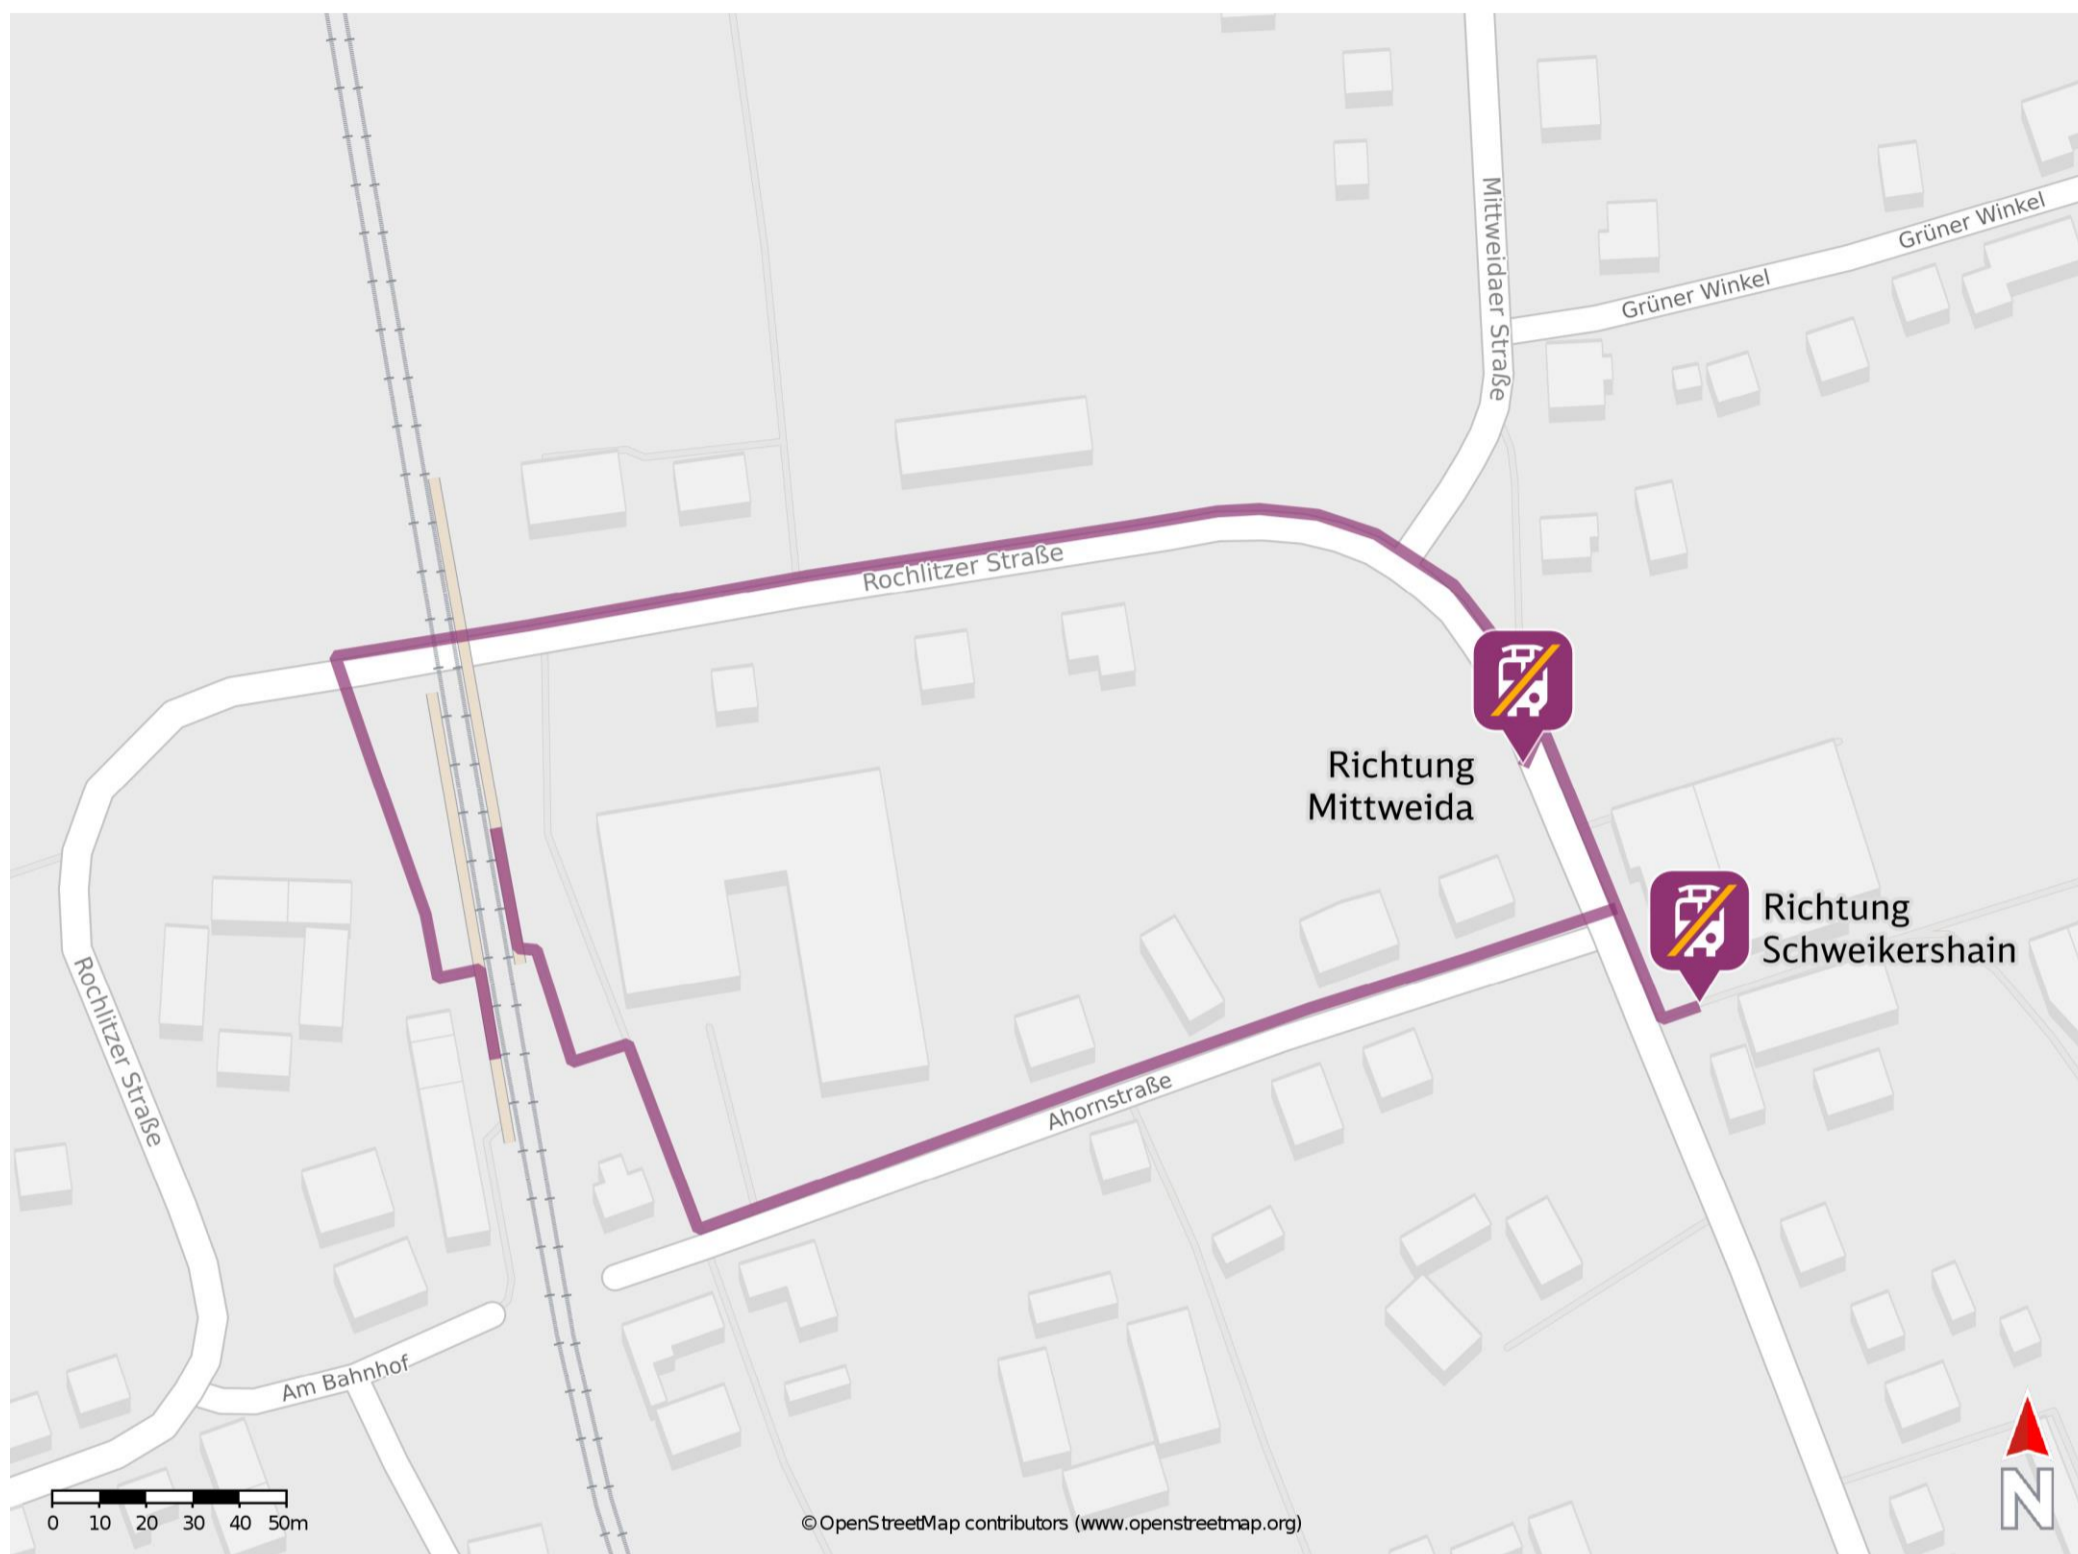 Mittweidaer Straße
Grüner Winkel
Grüner Winkel
Rochlitzer Straße
Richtung
Mittweida
Richtung
Schweikershain
Rochlitzer Straße
Ahornstraße
Am Bahnhof
0 10 20 30 40 50m
© OpenStreetMap contributors (www.openstreetmap.org)
N